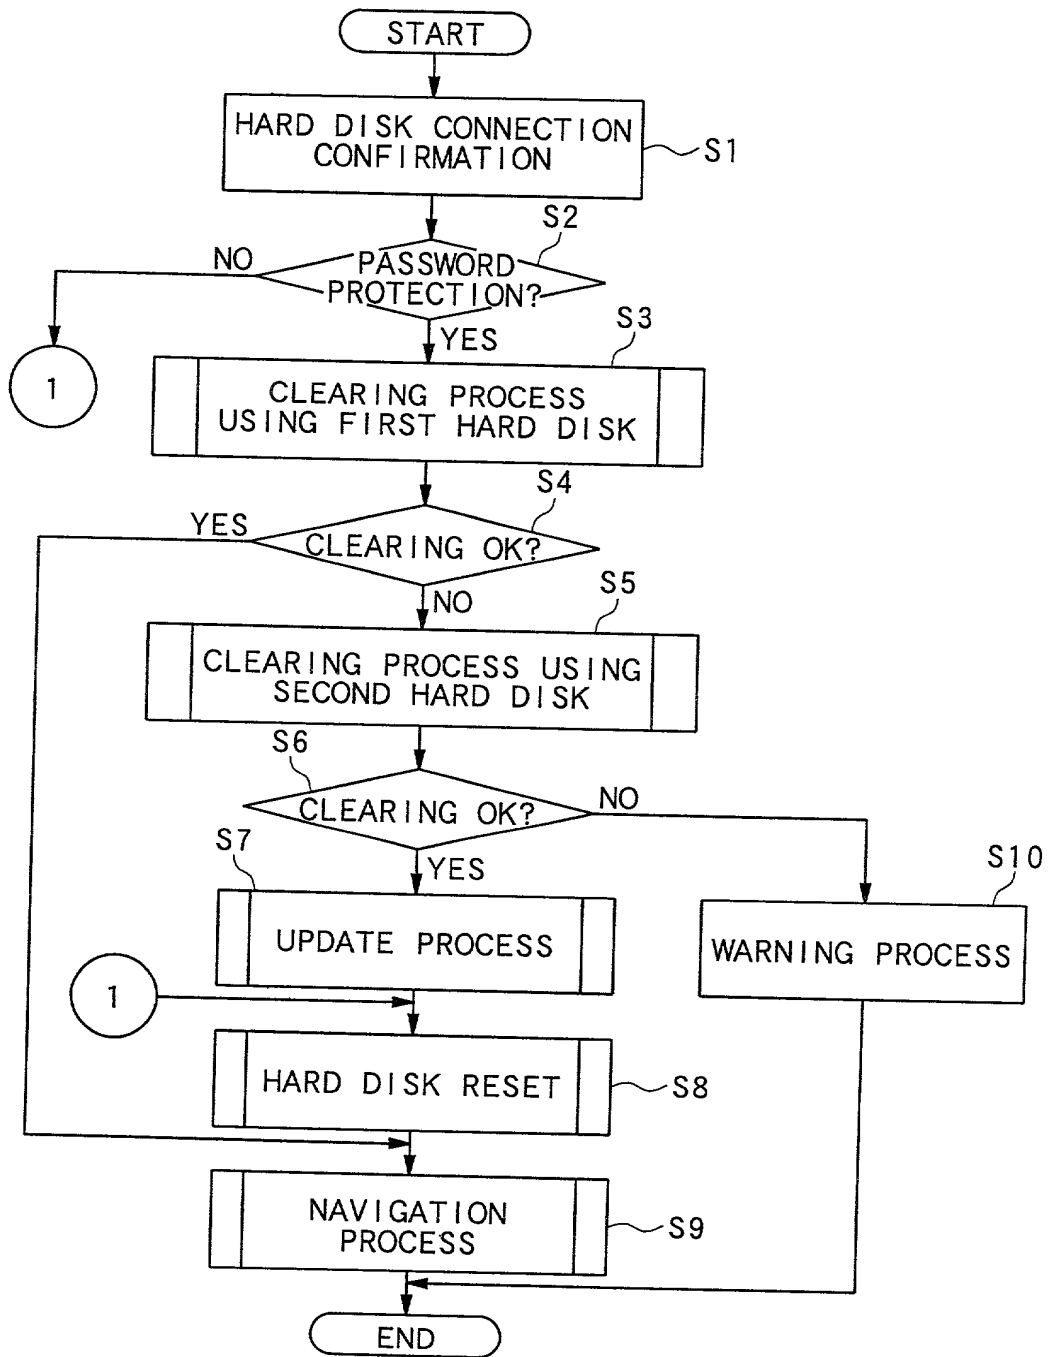 START
HARD DISK CONNECTION
CONFIRMATION
S1
S2
NO
PASSWORD
PROTECTION?
YES
S3
1
CLEARING PROCESS
USING FIRST HARD DISK
S4
YES
CLEARING OK?
NO
S5
CLEARING PROCESS USING
SECOND HARD DISK
S6
CLEARING OK?
NO
YES
S7
S10
UPDATE PROCESS
WARNING PROCESS
1
HARD DISK RESET
S8
NAVIGATION
PROCESS
S9
END